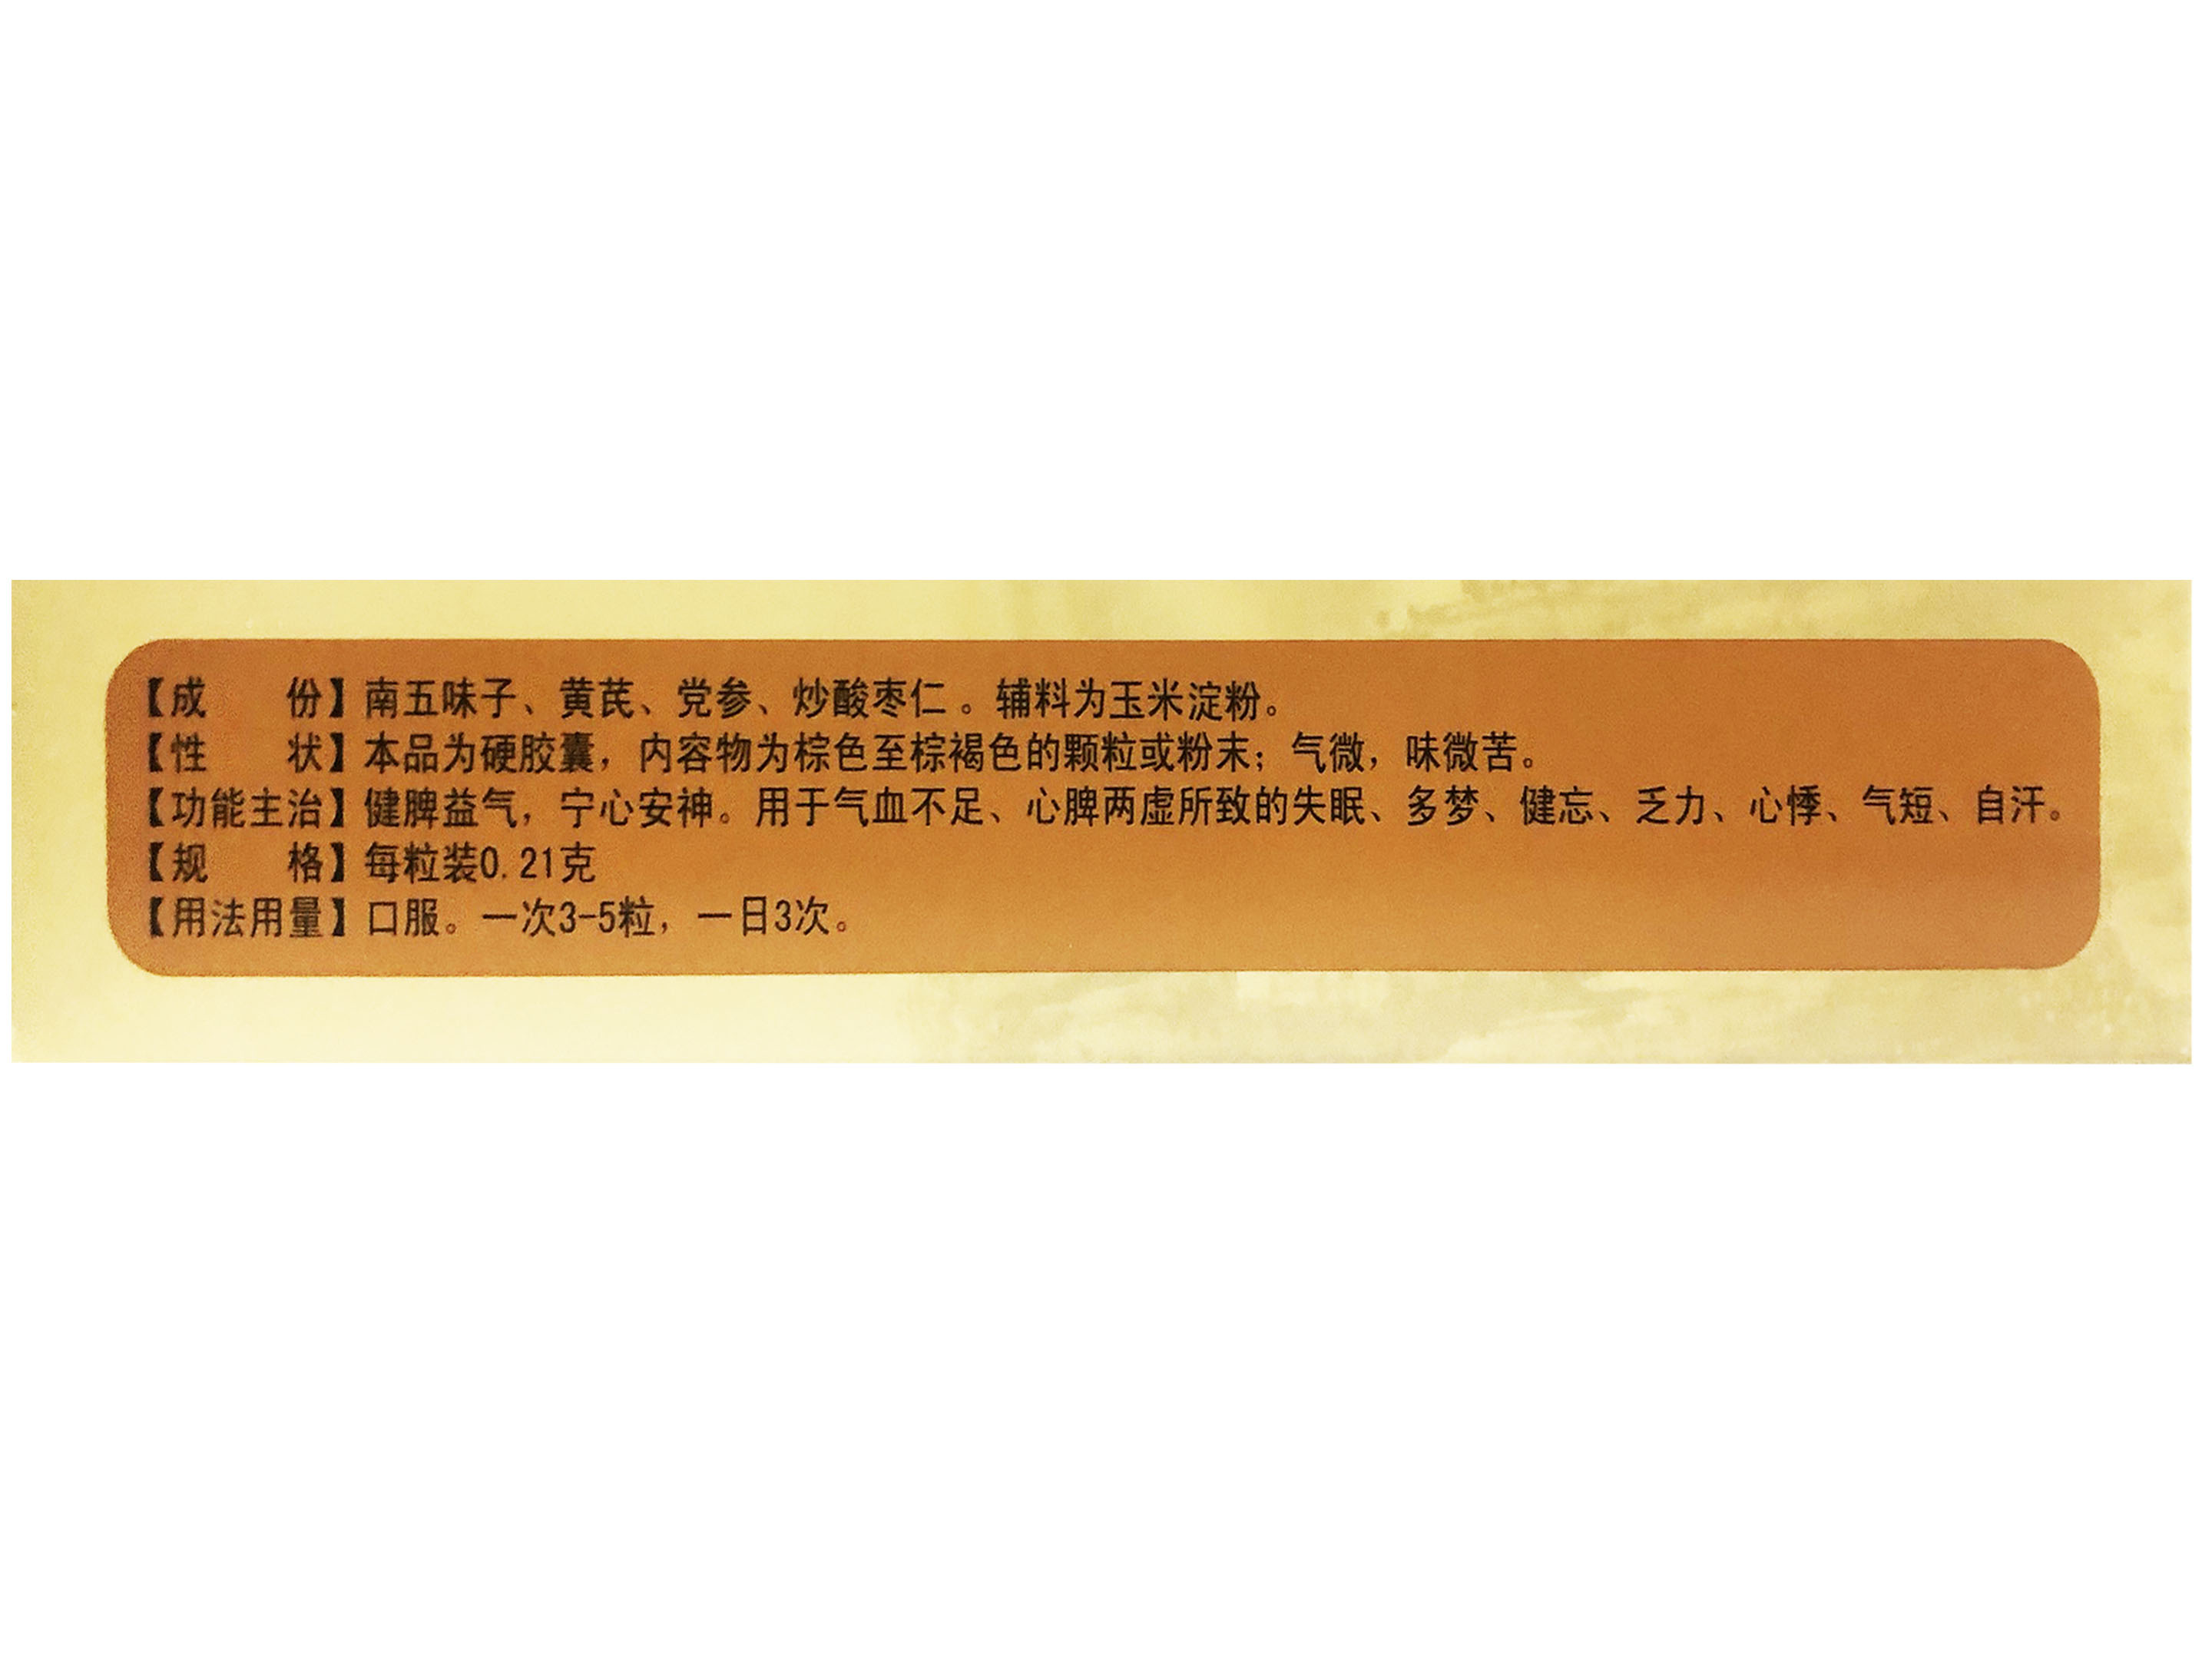 【成　　份】南五味子、黄芪、党参、炒酸枣仁。辅料为玉米淀粉。
【性　　状】本品为硬胶囊，内容物为棕色至棕褐色的颗粒或粉末；气微，味微苦。
【功能主治】健脾益气，宁心安神。用于气血不足、心脾两虚所致的失眠、多梦、健忘、乏力、心悸、气短、自汗。
【规　　格】每粒装0.21克
【用法用量】口服。一次3-5粒，一日3次。